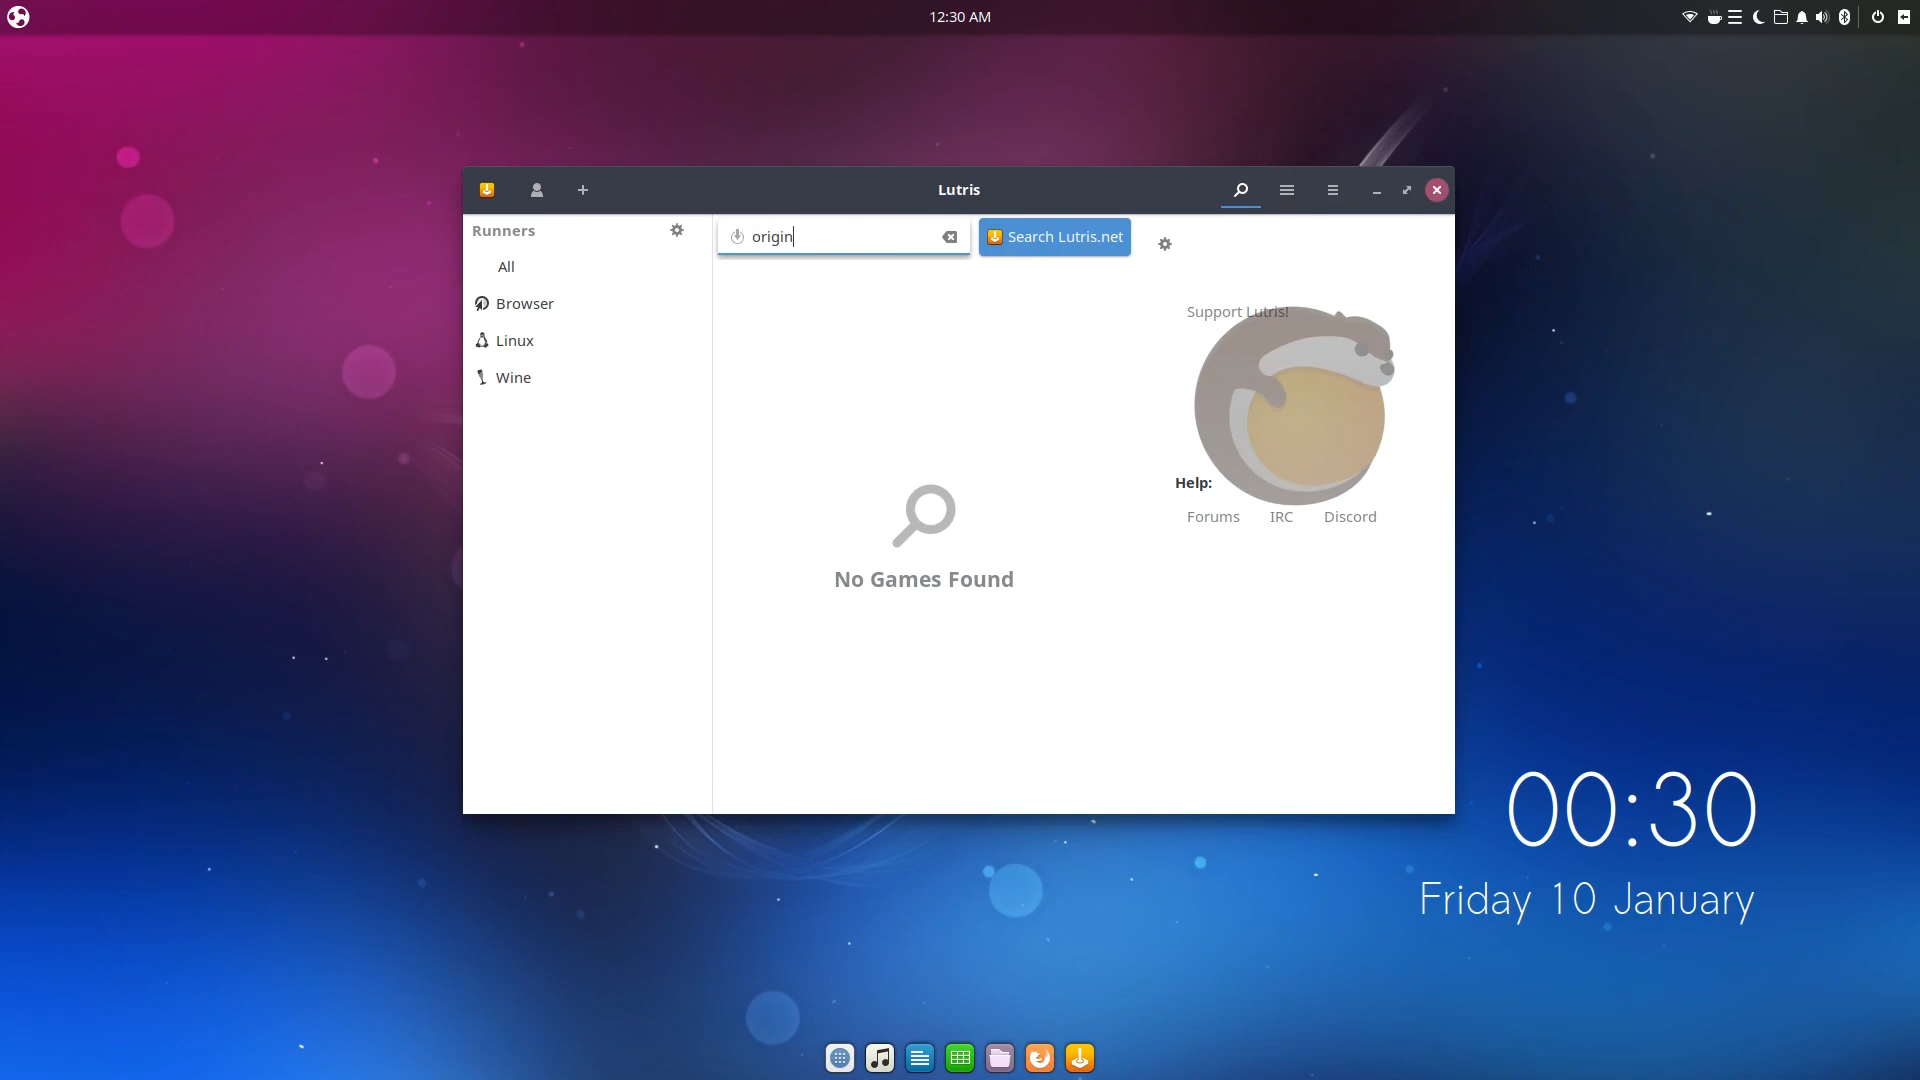 12:30 AM
Lutris
Runners
origin
Search Lutris.net
All
Browser
Linux
Wine
Support Lutris!
Help:
Forums IRC Discord
No Games Found
00:30
Friday 10 January